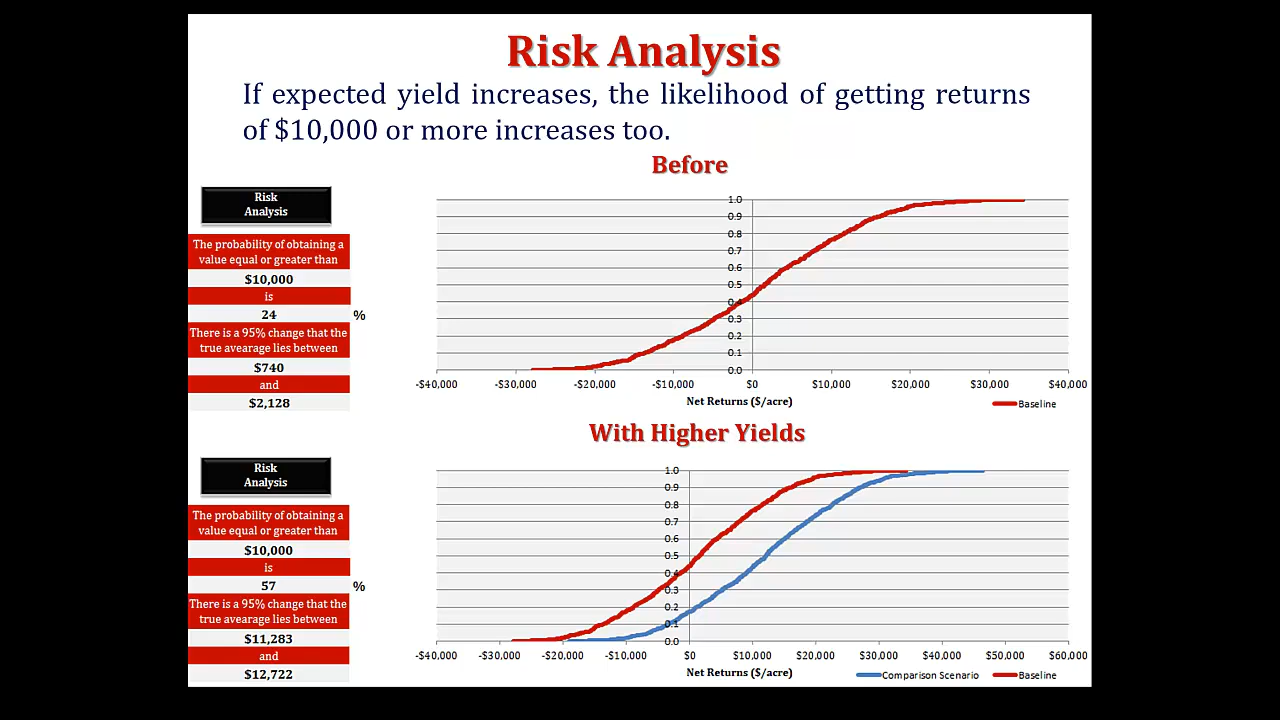 Risk Analysis
If expected yield increases, the likelihood of getting returns
of $10,000 or more increases too.
Before
Risk
Analysis
The probability of obtaining a
value equal or greater than
$10,000
is
24 %
There is a 95% change that the
true avearage lies between
$740
and
$2,128
1.0
0.9
0.8
0.7
0.6
0.5
0.4
0.3
0.2
0.1
0.0
-$40,000 -$30,000 -$20,000 -$10,000 $0 $10,000 $20,000 $30,000 $40,000
Net Returns ($/acre)
Baseline
With Higher Yields
Risk
Analysis
The probability of obtaining a
value equal or greater than
$10,000
is
57 %
There is a 95% change that the
true avearage lies between
$11,283
and
$12,722
1.0
0.9
0.8
0.7
0.6
0.5
0.4
0.3
0.2
0.1
0.0
-$40,000 -$30,000 -$20,000 -$10,000 $0 $10,000 $20,000 $30,000 $40,000 $50,000 $60,000
Net Returns ($/acre)
Comparison Scenario Baseline